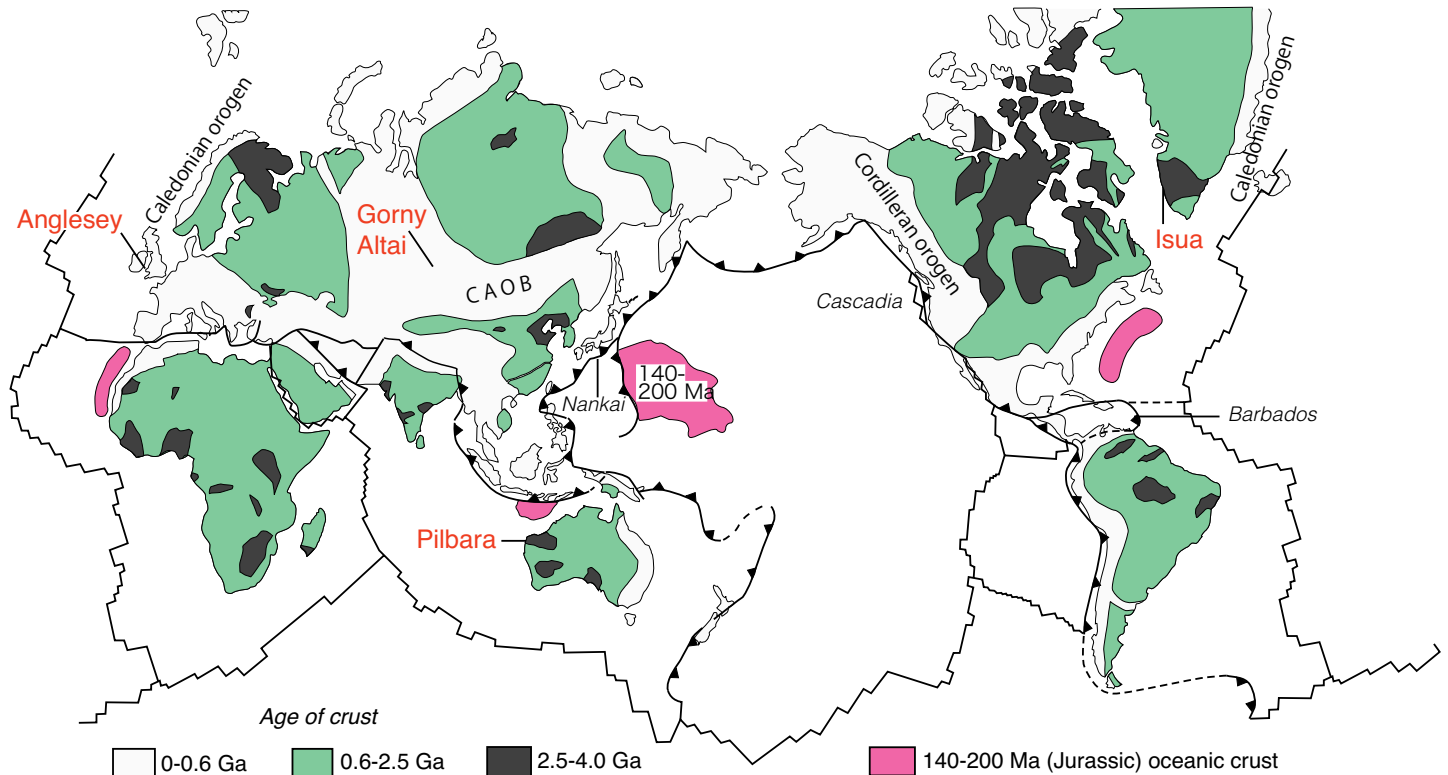 Caledonian orogen
Anglesey
Gorny
Altai
CAOB
Cordilleran orogen
Caledonian orogen
Isua
Cascadia
140-
200 Ma
Nankai
Barbados
Pilbara
Age of crust
0-0.6 Ga
0.6-2.5 Ga
2.5-4.0 Ga
140-200 Ma (Jurassic) oceanic crust